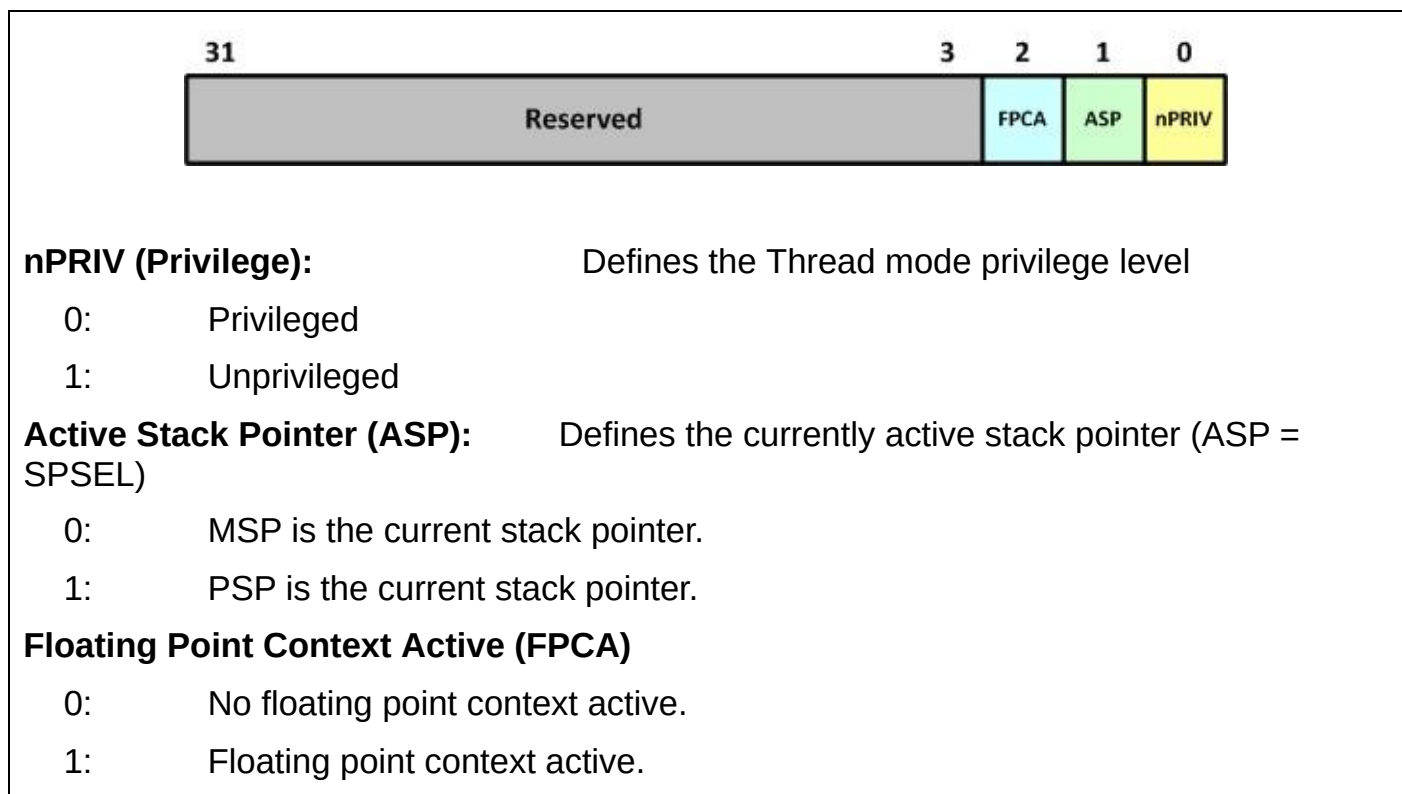 31 3 2 1 0
Reserved FPCA ASP nPRIV
nPRIV (Privilege): Defines the Thread mode privilege level
0: Privileged
1: Unprivileged
Active Stack Pointer (ASP): Defines the currently active stack pointer (ASP =
SPSEL)
0: MSP is the current stack pointer.
1: PSP is the current stack pointer.
Floating Point Context Active (FPCA)
0: No floating point context active.
1: Floating point context active.